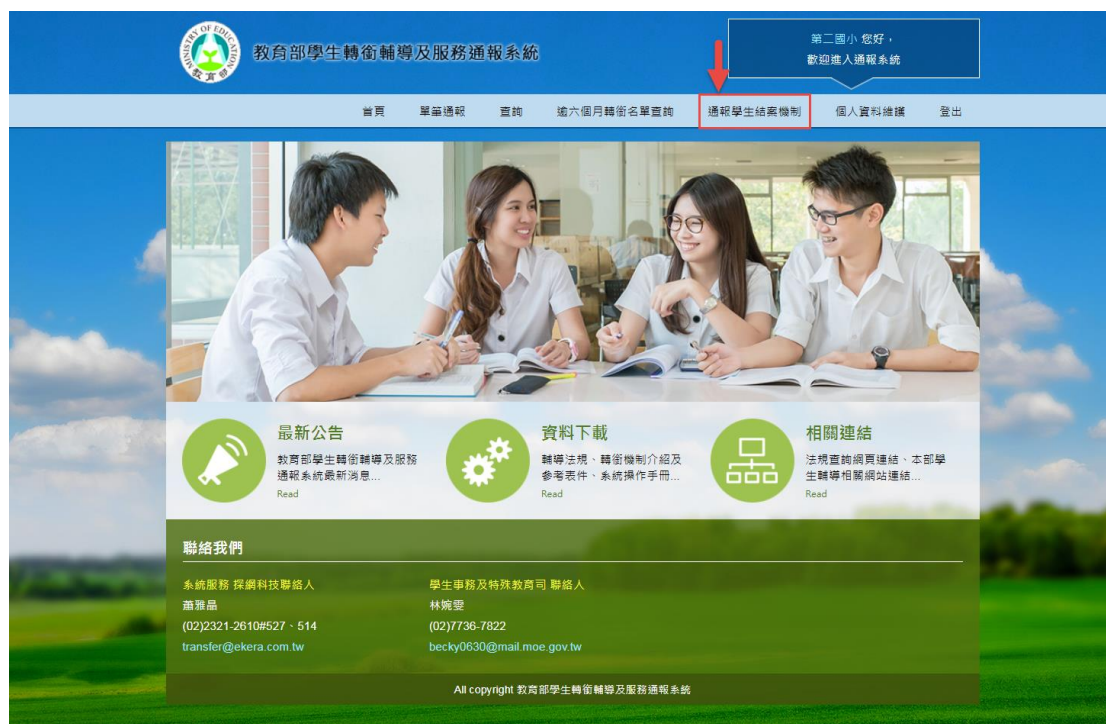 MINISTRY OF EDUCATION
教育部
教育部學生轉銜輔導及服務通報系統
第二國小 您好，
歡迎進入通報系統
首頁 單筆通報 查詢 逾六個月轉銜名單查詢 通報學生結案機制 個人資料維護 登出
最新公告
教育部學生轉銜輔導及服務
通報系統最新消息...
Read
資料下載
輔導法規、轉銜機制介紹及
參考表件、系統操作手冊...
Read
相關連結
法規查詢網頁連結、本部學
生輔導相關網站連結...
Read
聯絡我們
系統服務 探網科技聯絡人
蕭雅晶
(02)2321-2610#527、514
transfer@ekera.com.tw
學生事務及特殊教育司 聯絡人
林婉雯
(02)7736-7822
becky0630@mail.moe.gov.tw
All copyright 教育部學生轉銜輔導及服務通報系統